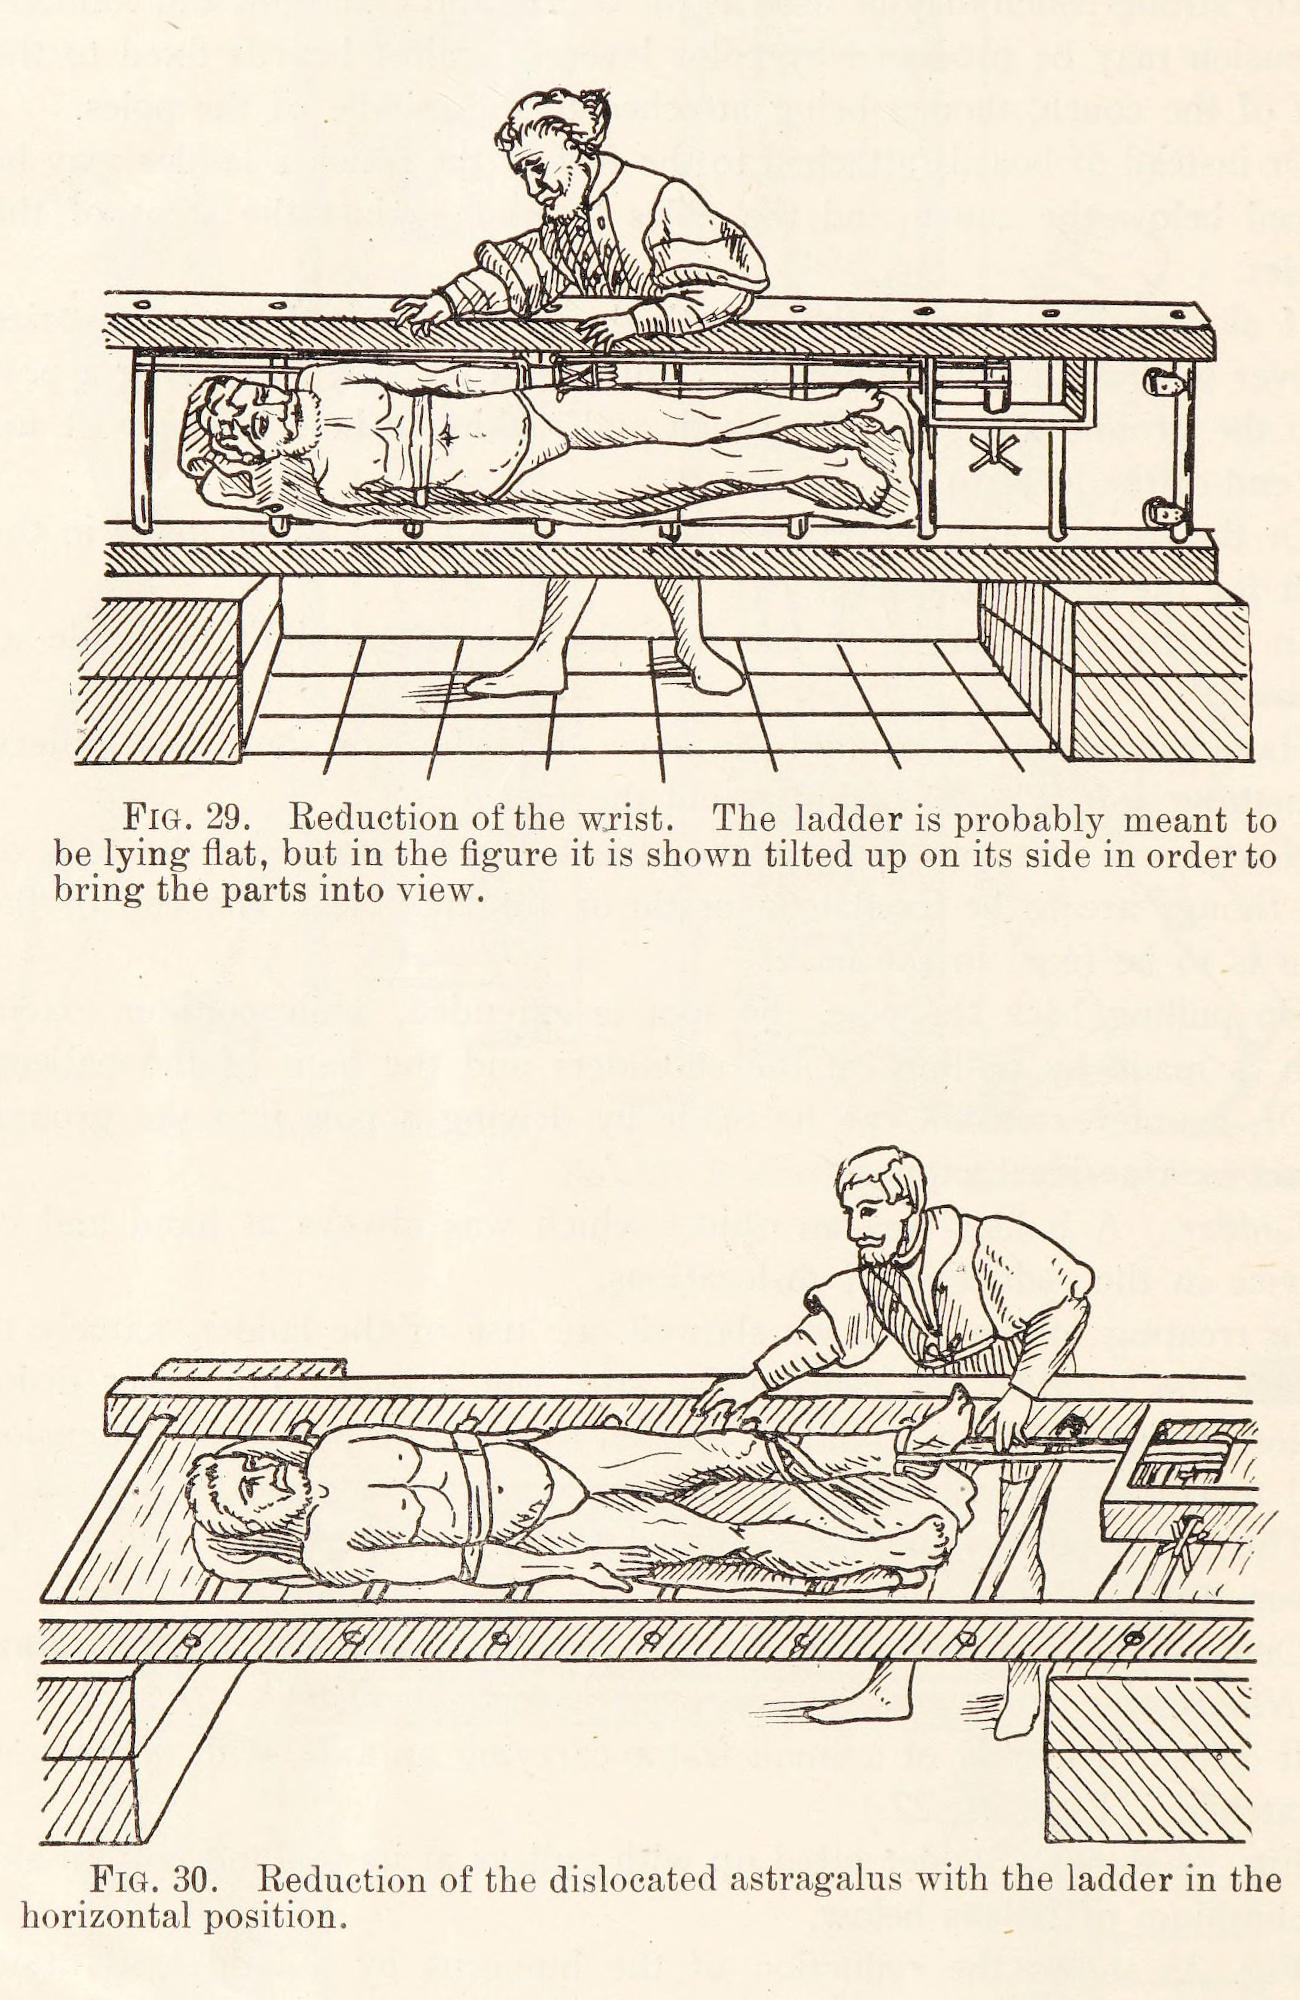 FIG. 29. Reduction of the wrist. The ladder is probably meant to
be lying flat, but in the figure it is shown tilted up on its side in order to
bring the parts into view.
FIG. 30. Reduction of the dislocated astragalus with the ladder in the
horizontal position.